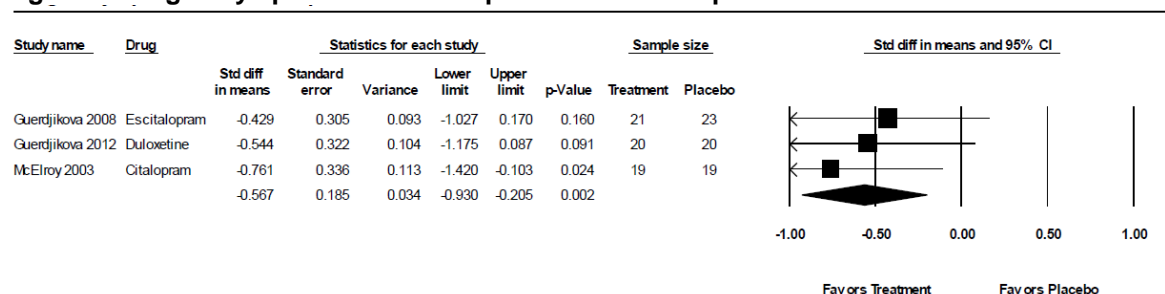 Study name Drug Statistics for each study Sample size Std diff in means and 95% CI
Std diff in means Standard error Variance Lower limit Upper limit p-Value Treatment Placebo
Guerdjikova 2008 Escitalopram -0.429 0.305 0.093 -1.027 0.170 0.160 21 23
Guerdjikova 2012 Duloxetine -0.544 0.322 0.104 -1.175 0.087 0.091 20 20
McElroy 2003 Citalopram -0.761 0.336 0.113 -1.420 -0.103 0.024 19 19
-0.567 0.185 0.034 -0.930 -0.205 0.002
-1.00 -0.50 0.00 0.50 1.00
Favors Treatment Favors Placebo